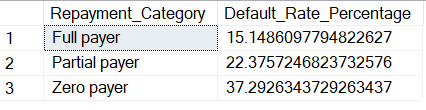 Repayment_Category Default_Rate_Percentage
1 Full payer 15.1486097794822627
2 Partial payer 22.3757246823732576
3 Zero payer 37.2926343729263437